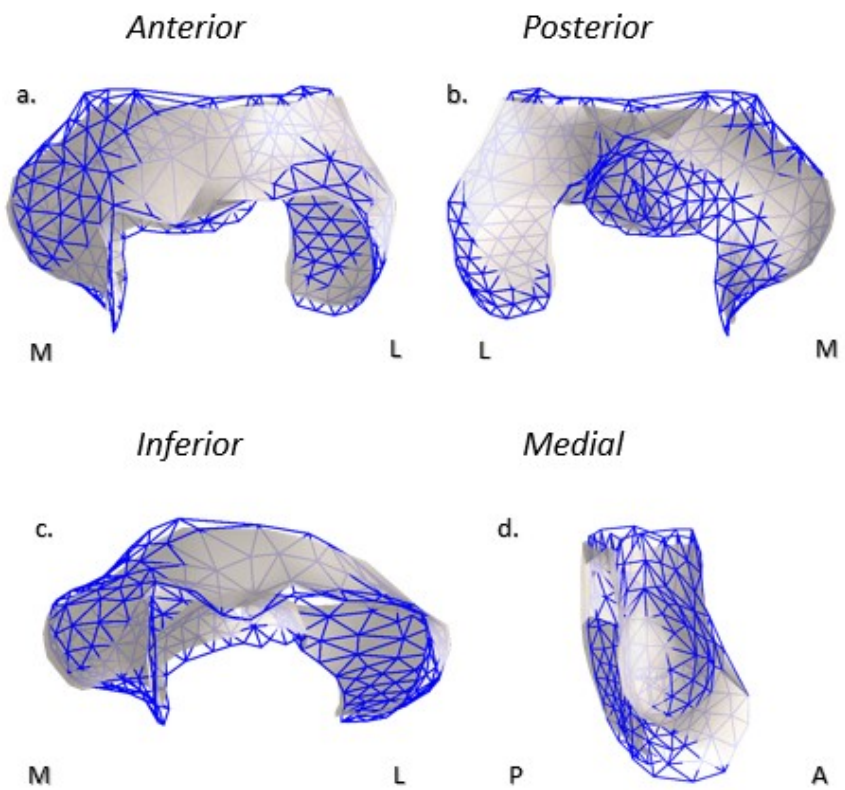 Anterior Posterior
a. b.
M L L M
Inferior Medial
c. d.
M L P A